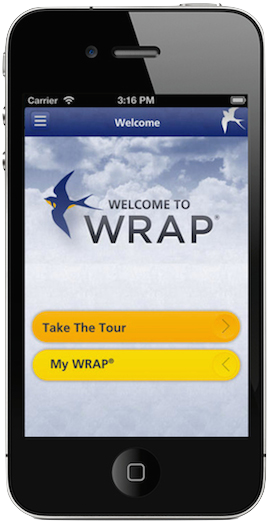 Carrier 3:16 PM
Welcome
WELCOME TO
WRAP®
Take The Tour
My WRAP®